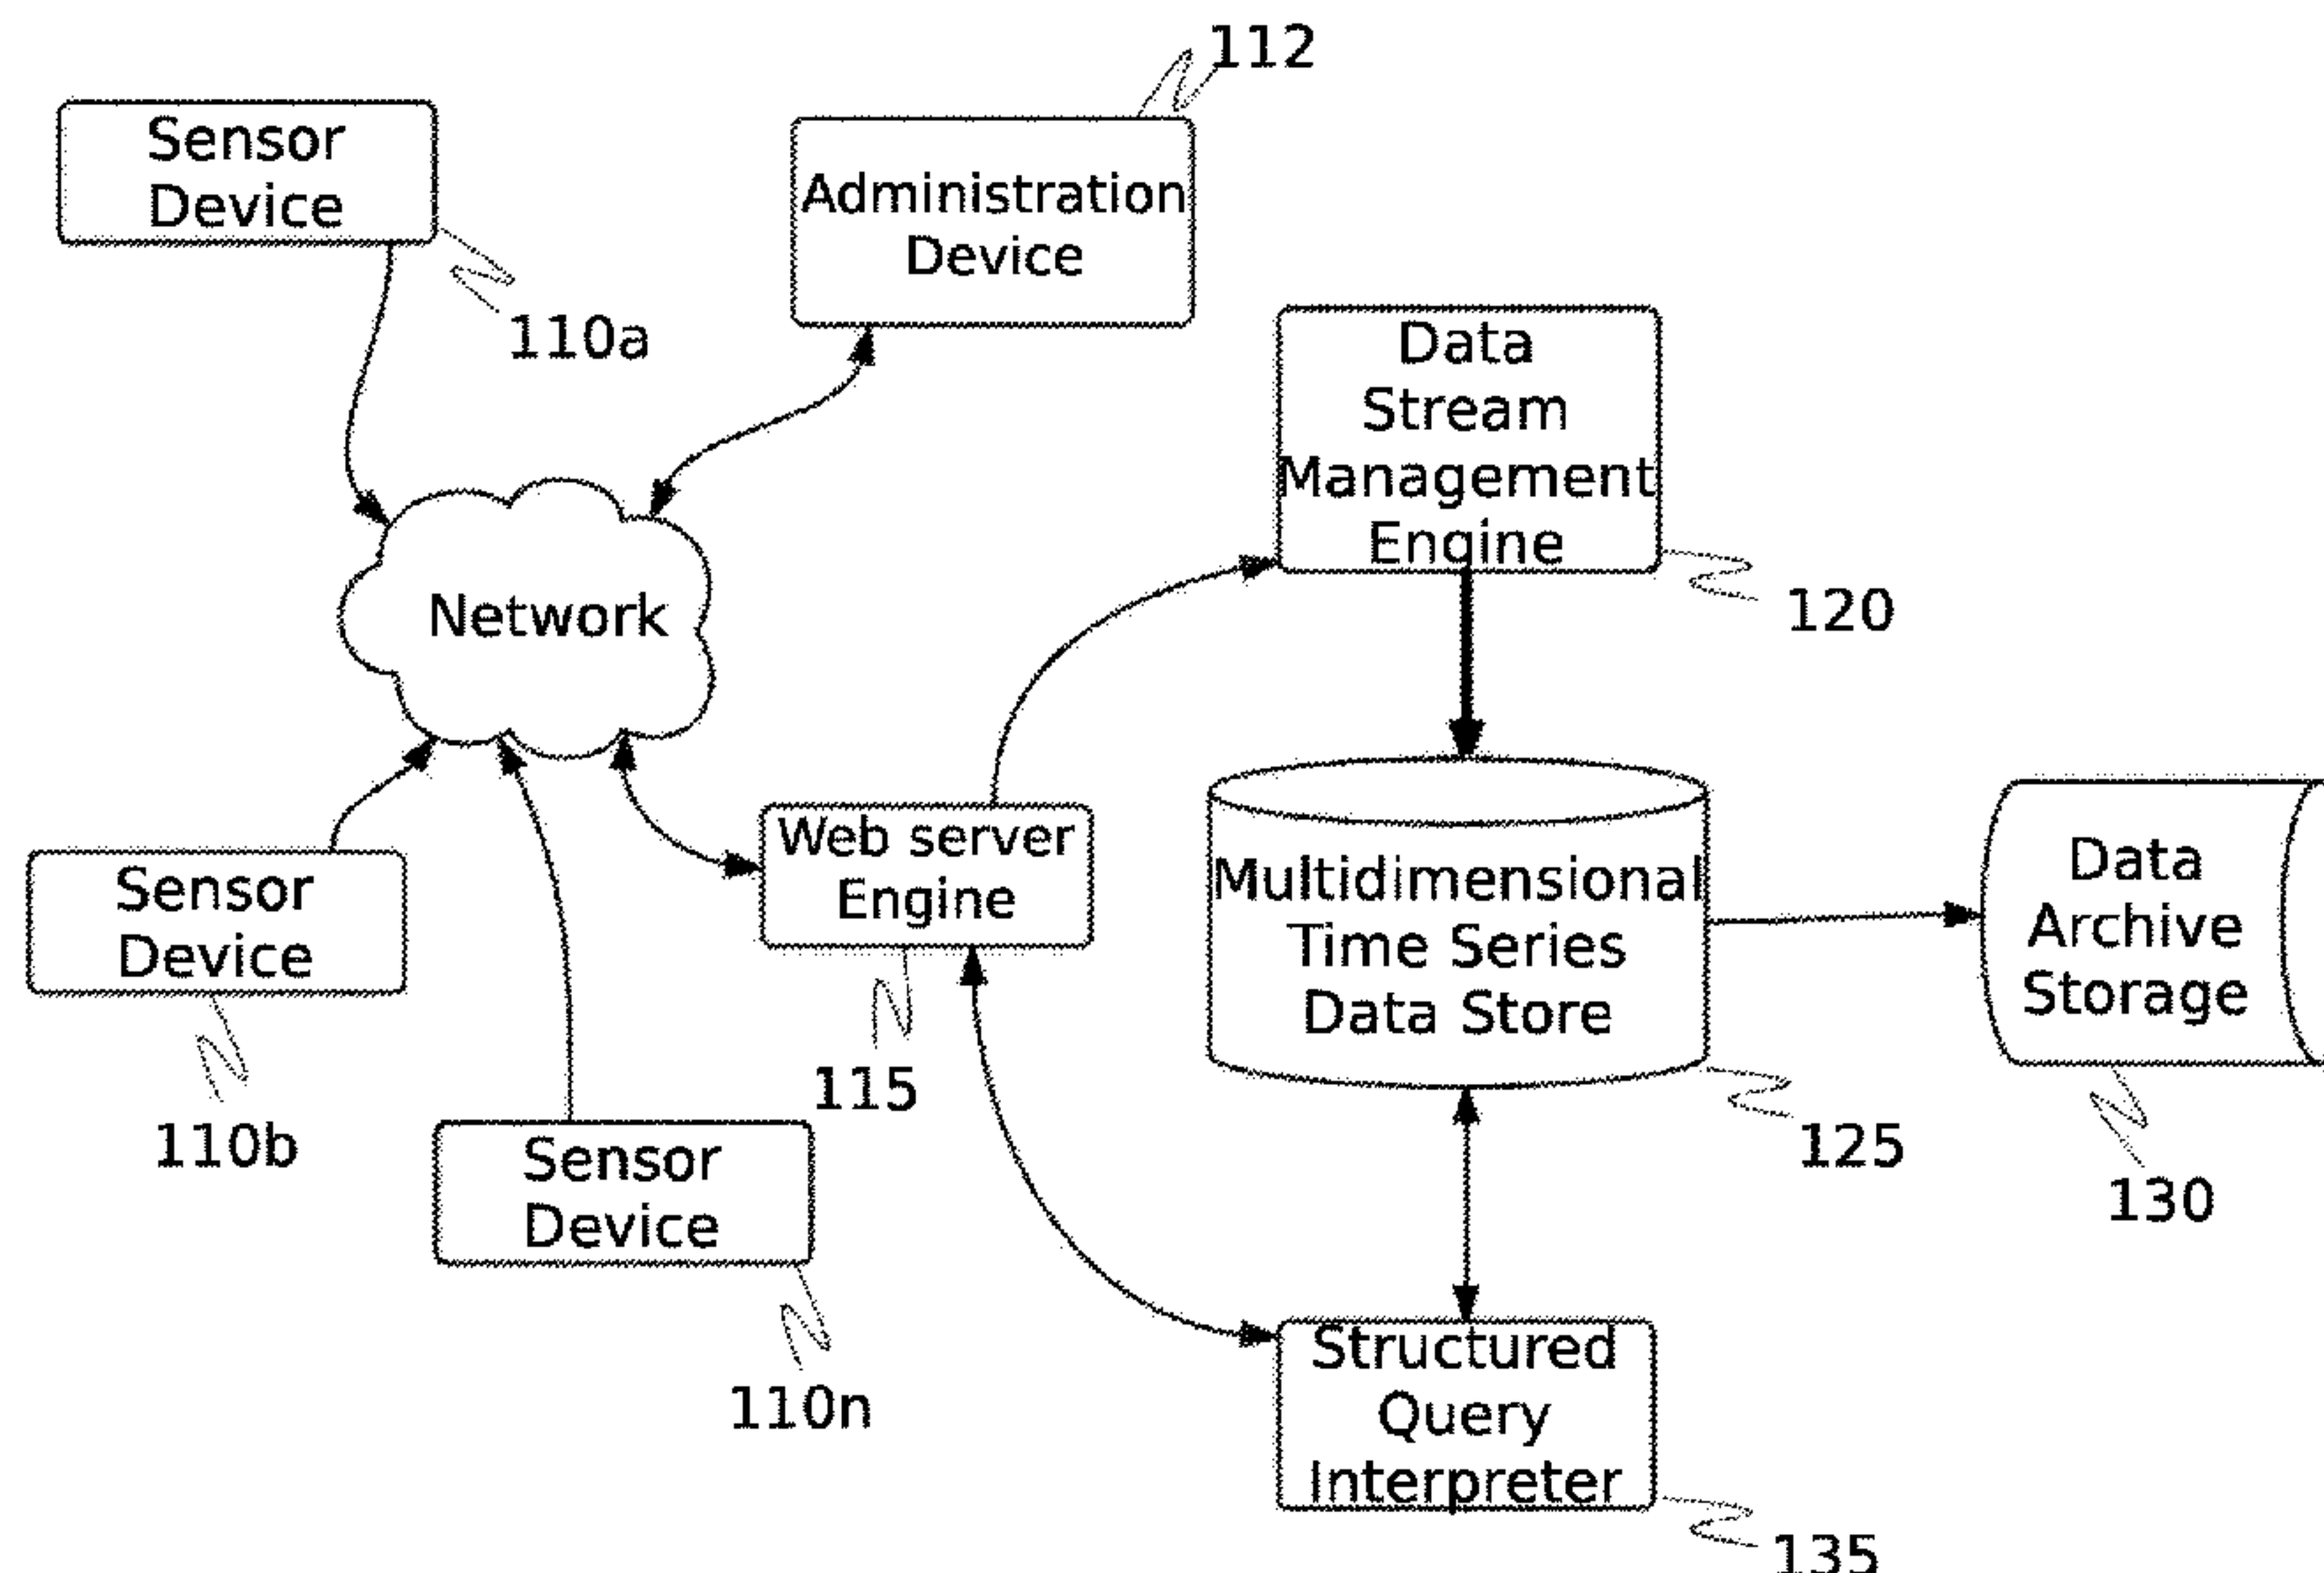 112
Sensor
Device
110a
Administration
Device
Data
Stream
Management
Engine
120
Network
Web server
Engine
115
Sensor
Device
110b
Sensor
Device
110n
Multidimensional
Time Series
Data Store
125
Data
Archive
Storage
130
Structured
Query
Interpreter
135